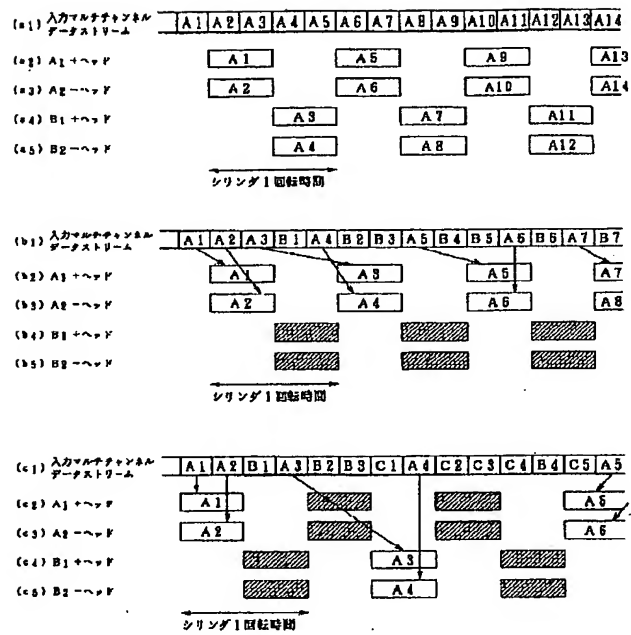 (a1) 入力マルチチャンネル データストリーム A1 A2 A3 A4 A5 A6 A7 A8 A9 A10 A11 A12 A13 A14
(a2) A1+ヘッド A1 A5 A9 A13
(a3) A2-ヘッド A2 A6 A10 A14
(a4) B1+ヘッド A3 A7 A11
(a5) B2-ヘッド A4 A8 A12
シリンダ1回転時間
(b1) 入力マルチチャンネル データストリーム A1 A2 A3 B1 A4 B2 B3 A5 B4 B5 A6 B6 A7 B7
(b2) A1+ヘッド A1 A3 A5 A7
(b3) A2-ヘッド A2 A4 A6 A8
(b4) B1+ヘッド
(b5) B2-ヘッド
シリンダ1回転時間
(c1) 入力マルチチャンネル データストリーム A1 A2 B1 A3 B2 B3 C1 A4 C2 C3 C4 B4 C5 A5
(c2) A1+ヘッド A1 A5
(c3) A2-ヘッド A2 A6
(c4) B1+ヘッド A3
(c5) B2-ヘッド A4
シリンダ1回転時間